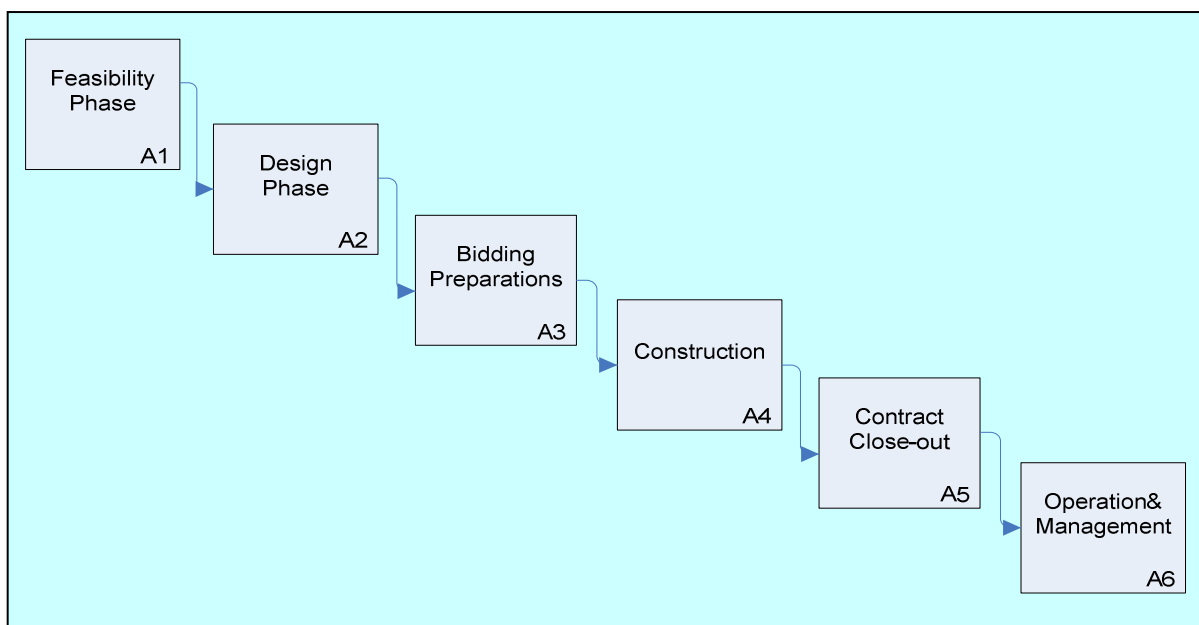 Feasibility
Phase
A1
Design
Phase
A2
Bidding
Preparations
A3
Construction
A4
Contract
Close-out
A5
Operation&
Management
A6